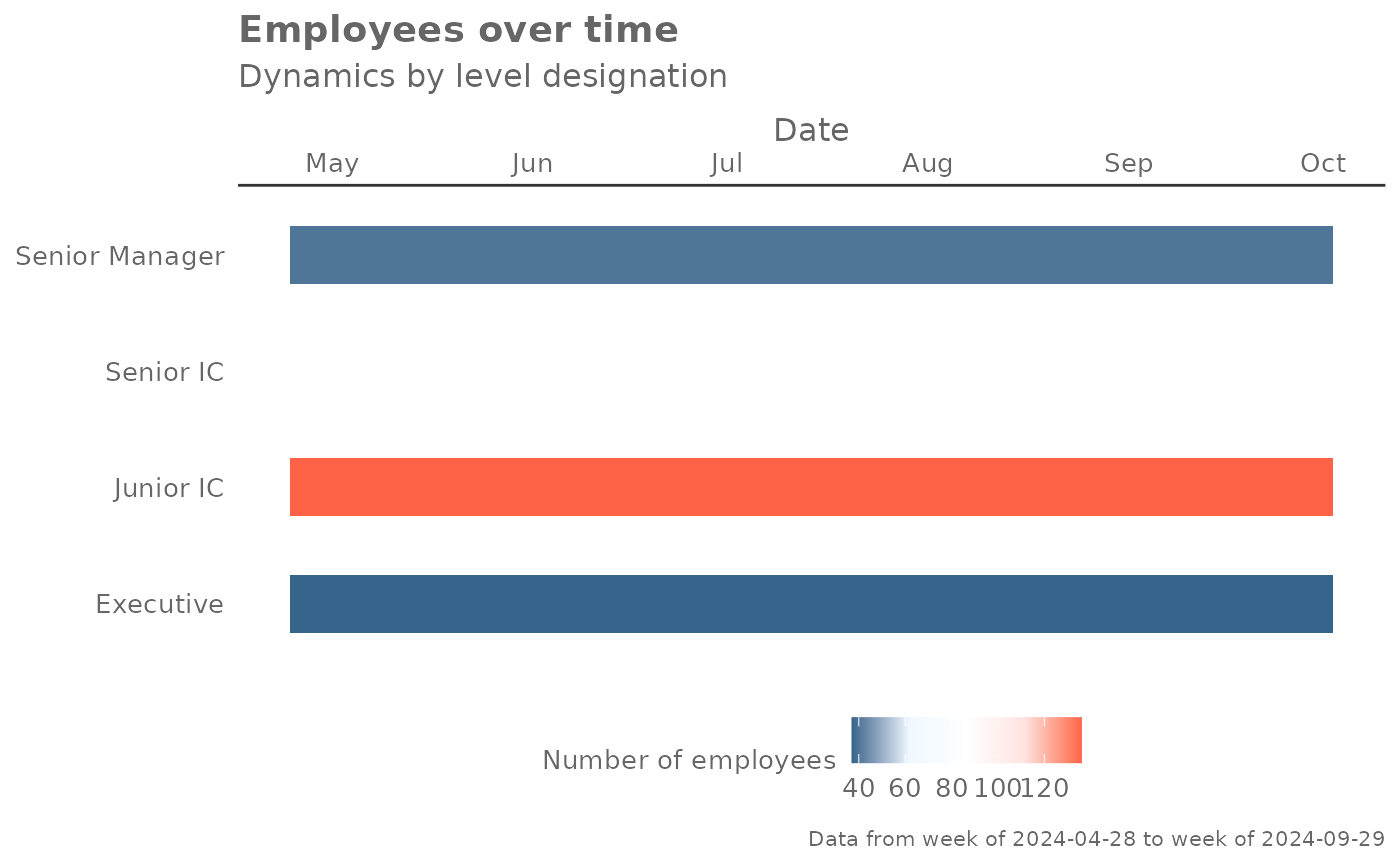 Employees over time
Dynamics by level designation
Date
May Jun Jul Aug Sep Oct
Senior Manager
Senior IC
Junior IC
Executive
Number of employees
40 60 80 100 120
Data from week of 2024-04-28 to week of 2024-09-29